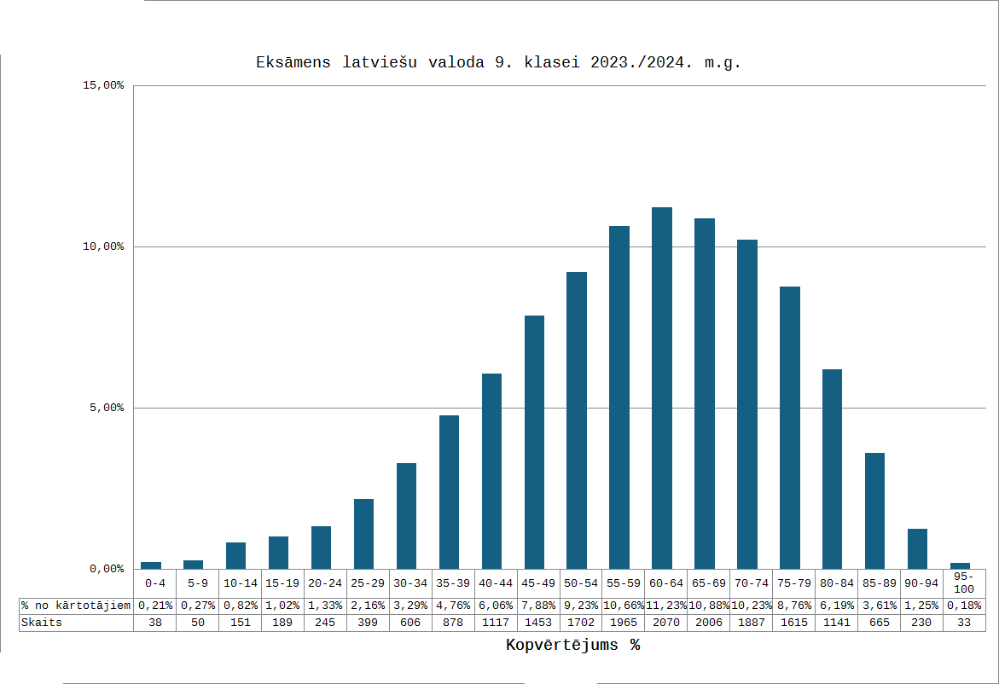 Eksāmens latviešu valoda 9. klasei 2023./2024. m.g.
15,00%
10,00%
5,00%
0,00%
0-4 5-9 10-14 15-19 20-24 25-29 30-34 35-39 40-44 45-49 50-54 55-59 60-64 65-69 70-74 75-79 80-84 85-89 90-94 95-
100
% no kārtotājiem 0,21% 0,27% 0,82% 1,02% 1,33% 2,16% 3,29% 4,76% 6,06% 7,88% 9,23% 10,66% 11,23% 10,88% 10,23% 8,76% 6,19% 3,61% 1,25% 0,18%
Skaits 38 50 151 189 245 399 606 878 1117 1453 1702 1965 2070 2006 1887 1615 1141 665 230 33
Kopvērtējums %